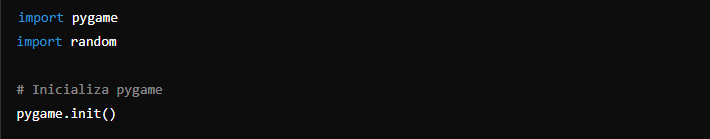 import pygame
import random
# Inicializa pygame
pygame.init()